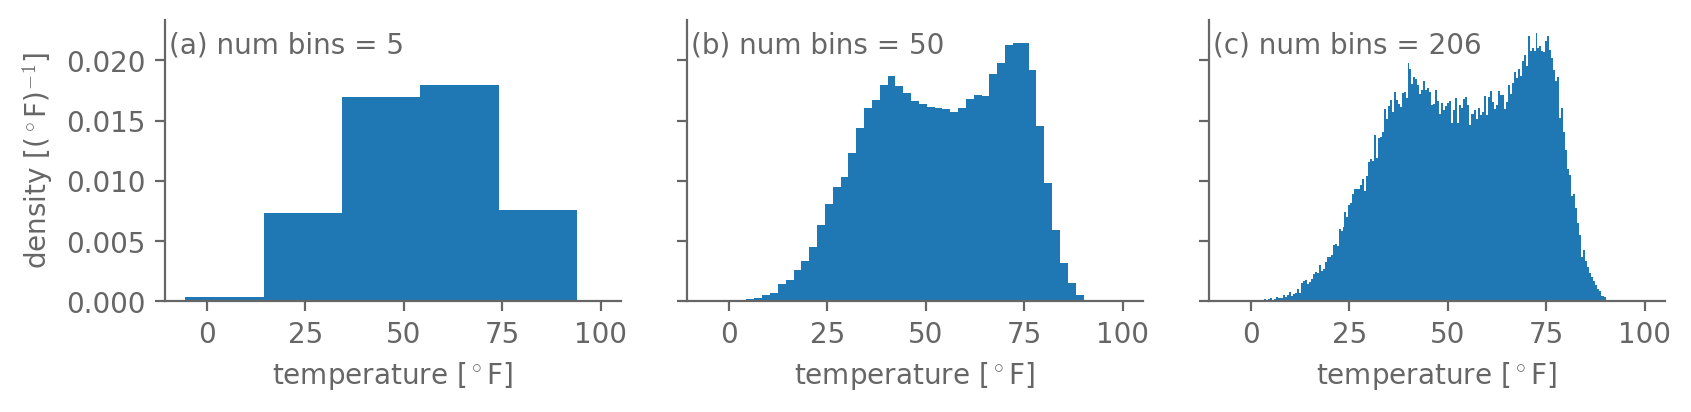 (a) num bins = 5
(b) num bins = 50
(c) num bins = 206
density [(°F)⁻¹]
0.020
0.015
0.010
0.005
0.000
0 25 50 75 100
0 25 50 75 100
0 25 50 75 100
temperature [°F]
temperature [°F]
temperature [°F]